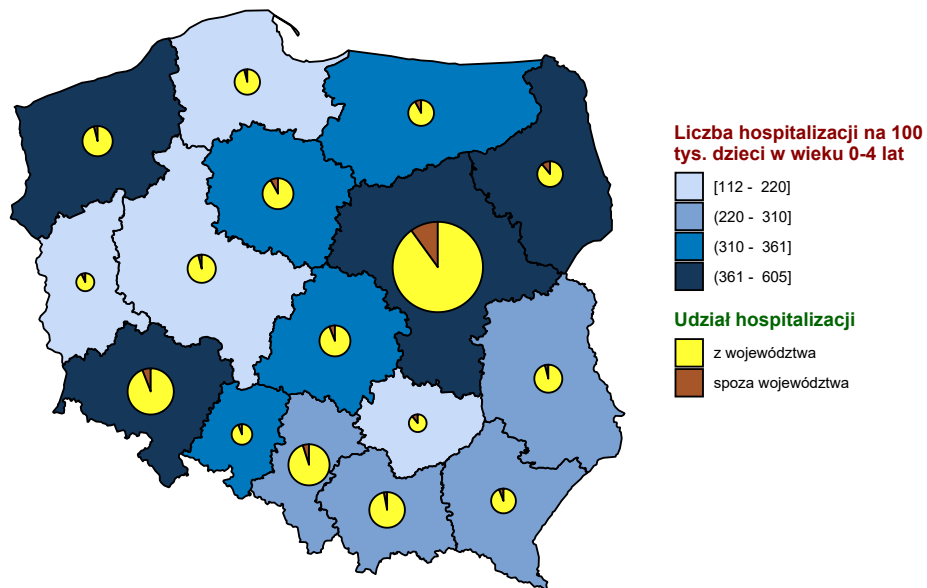 Liczba hospitalizacji na 100
tys. dzieci w wieku 0-4 lat
[112 - 220]
(220 - 310]
(310 - 361]
(361 - 605]
Udział hospitalizacji
z województwa
spoza województwa